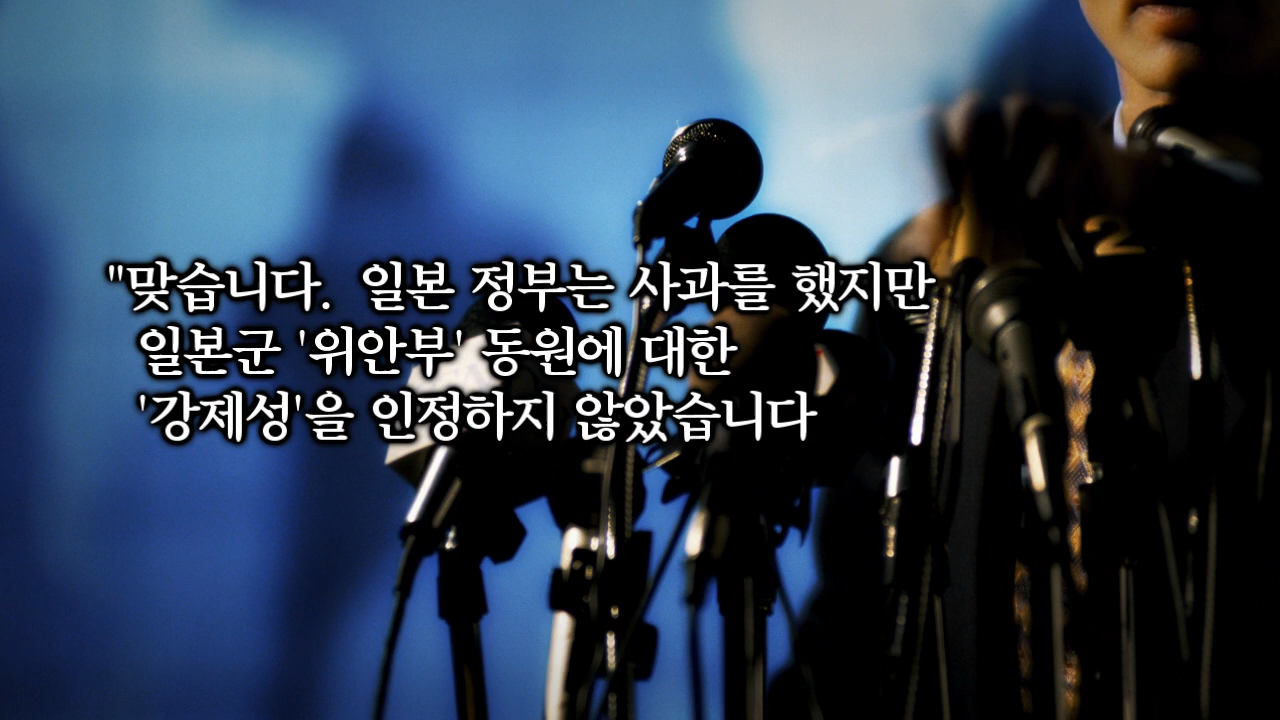 "맞습니다. 일본 정부는 사과를 했지만
일본군 '위안부' 동원에 대한
'강제성'을 인정하지 않았습니다
2